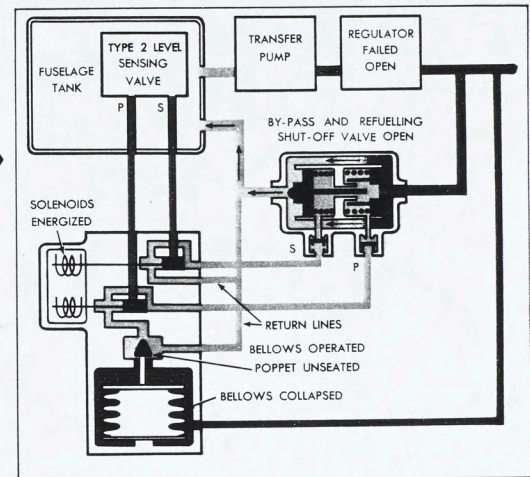 TYPE 2 LEVEL
SENSING
VALVE
FUSELAGE
TANK
P
S
TRANSFER
PUMP
REGULATOR
FAILED
OPEN
BY-PASS AND REFUELLING
SHUT-OFF VALVE OPEN
SOLENOIDS
ENERGIZED
S
P
RETURN LINES
BELLOWS OPERATED
POPPET UNSEATED
BELLOWS COLLAPSED